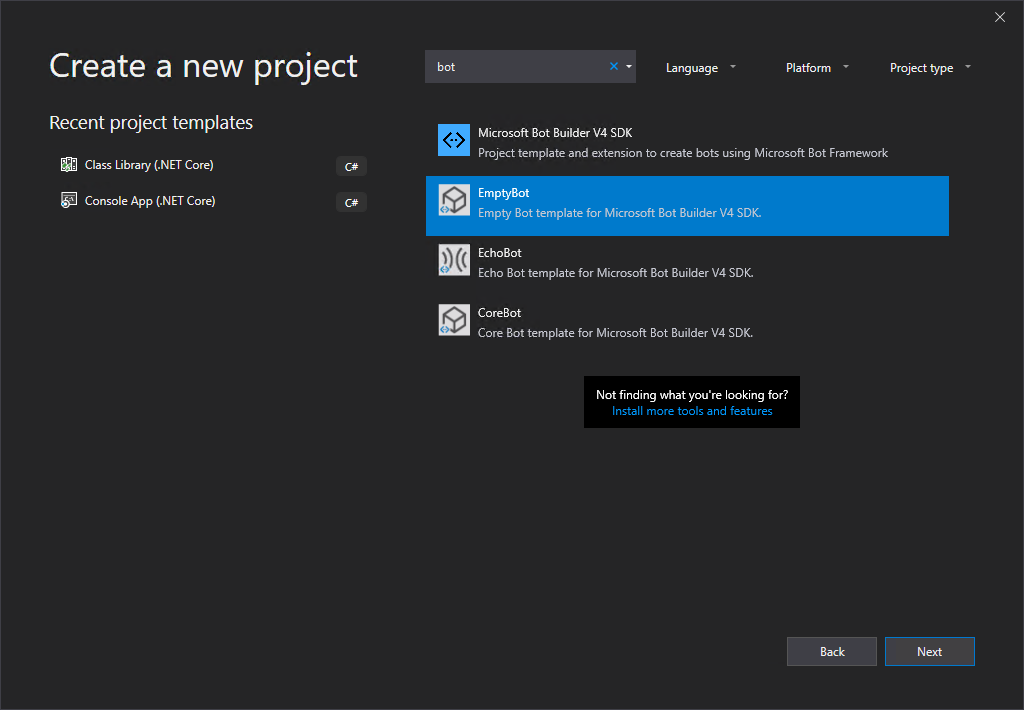 Create a new project
bot
Language
Platform
Project type
Recent project templates
Class Library (.NET Core)
C#
Console App (.NET Core)
C#
Microsoft Bot Builder V4 SDK
Project template and extension to create bots using Microsoft Bot Framework
EmptyBot
Empty Bot template for Microsoft Bot Builder V4 SDK.
EchoBot
Echo Bot template for Microsoft Bot Builder V4 SDK.
CoreBot
Core Bot template for Microsoft Bot Builder V4 SDK.
Not finding what you're looking for?
Install more tools and features
Back
Next